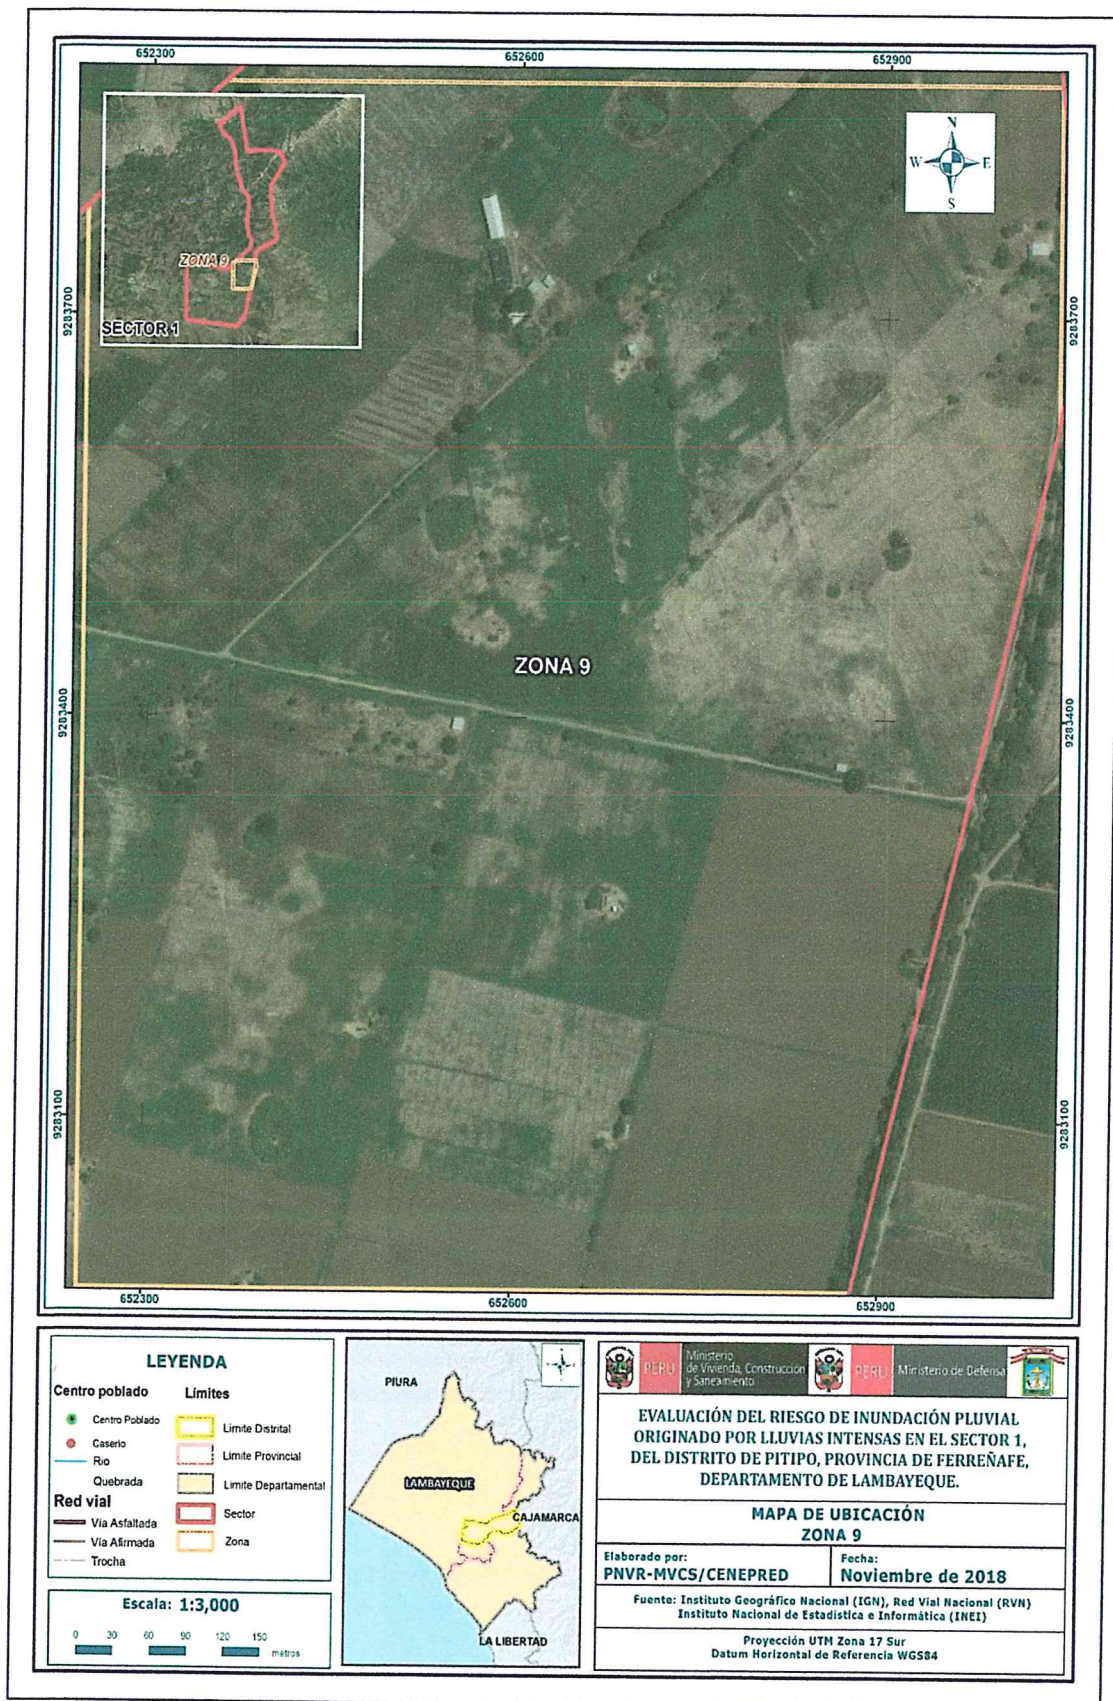 652300
652600
652900
N
W
E
S
ZONA 9
SECTOR 1
9283700
9283700
ZONA 9
9283400
9283400
9283100
9283100
652300
652600
652900
LEYENDA
Centro poblado
Centro Poblado
Caserio
Rio
Quebrada
Red vial
Vía Asfaltada
Vía Afirmada
Trocha
Límites
Limite Distrital
Limite Provincial
Limite Departamental
Sector
Zona
Escala: 1:3,000
0 30 60 90 120 150
metros
PIURA
LAMBAYEQUE
CAJAMARCA
LA LIBERTAD
PERÚ
Ministerio
de Vivienda, Construcción
y Saneamiento
PERÚ
Ministerio de Defensa
EVALUACIÓN DEL RIESGO DE INUNDACIÓN PLUVIAL
ORIGINADO POR LLUVIAS INTENSAS EN EL SECTOR 1,
DEL DISTRITO DE PITIPO, PROVINCIA DE FERREÑAFE,
DEPARTAMENTO DE LAMBAYEQUE.
MAPA DE UBICACIÓN
ZONA 9
Elaborado por:
PNVR-MVCS/CENEPRED
Fecha:
Noviembre de 2018
Fuente: Instituto Geográfico Nacional (IGN), Red Vial Nacional (RVN)
Instituto Nacional de Estadística e Informática (INEI)
Proyección UTM Zona 17 Sur
Datum Horizontal de Referencia WGS84